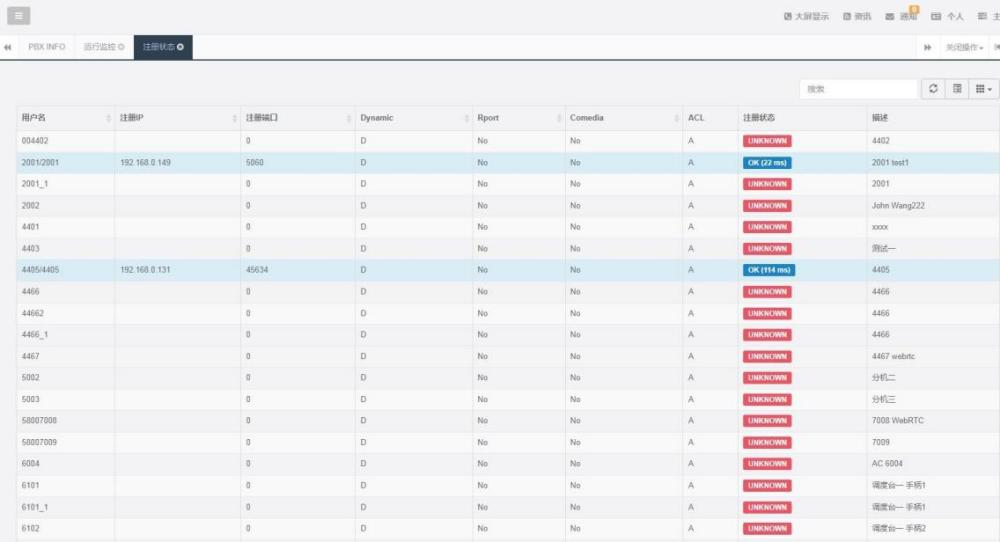 大屏显示 资讯 通知 0 个人 主
PBX INFO 运行监控 注册状态 关闭操作
搜索
用户名 注册IP 注册端口 Dynamic Rport Comedia ACL 注册状态 描述
004402 0 D No No A UNKNOWN 4402
2001/2001 192.168.0.149 5060 D No No A OK (22 ms) 2001 test1
2001_1 0 D No No A UNKNOWN 2001
2002 0 D No No A UNKNOWN John Wang222
4401 0 D No No A UNKNOWN xxxx
4403 0 D No No A UNKNOWN 测试一
4405/4405 192.168.0.131 45634 D No No A OK (114 ms) 4405
4466 0 D No No A UNKNOWN 4466
44662 0 D No No A UNKNOWN 4466
4466_1 0 D No No A UNKNOWN 4466
4467 0 D No No A UNKNOWN 4467 webrtc
5002 0 D No No A UNKNOWN 分机二
5003 0 D No No A UNKNOWN 分机三
58007008 0 D No No A UNKNOWN 7008 WebRTC
58007009 0 D No No A UNKNOWN 7009
6004 0 D No No A UNKNOWN AC 6004
6101 0 D No No A UNKNOWN 调度台一 手柄1
6101_1 0 D No No A UNKNOWN 调度台一 手柄1
6102 0 D No No A UNKNOWN 调度台一 手柄2